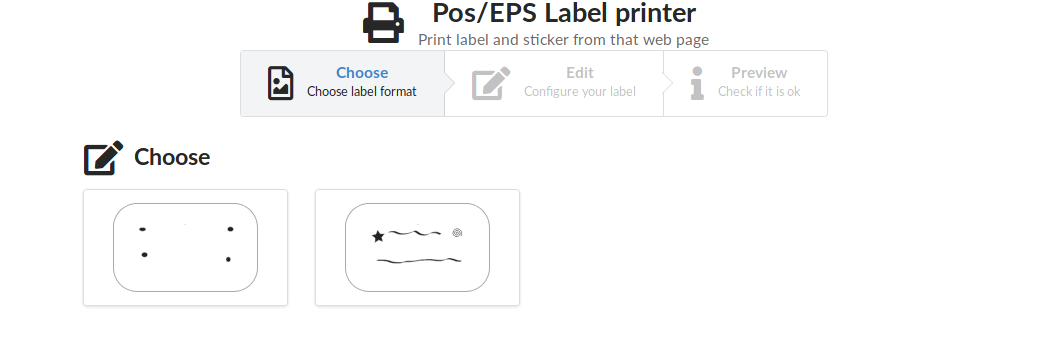 Pos/EPS Label printer
Print label and sticker from that web page
Choose
Choose label format
Edit
Configure your label
Preview
Check if it is ok
Choose